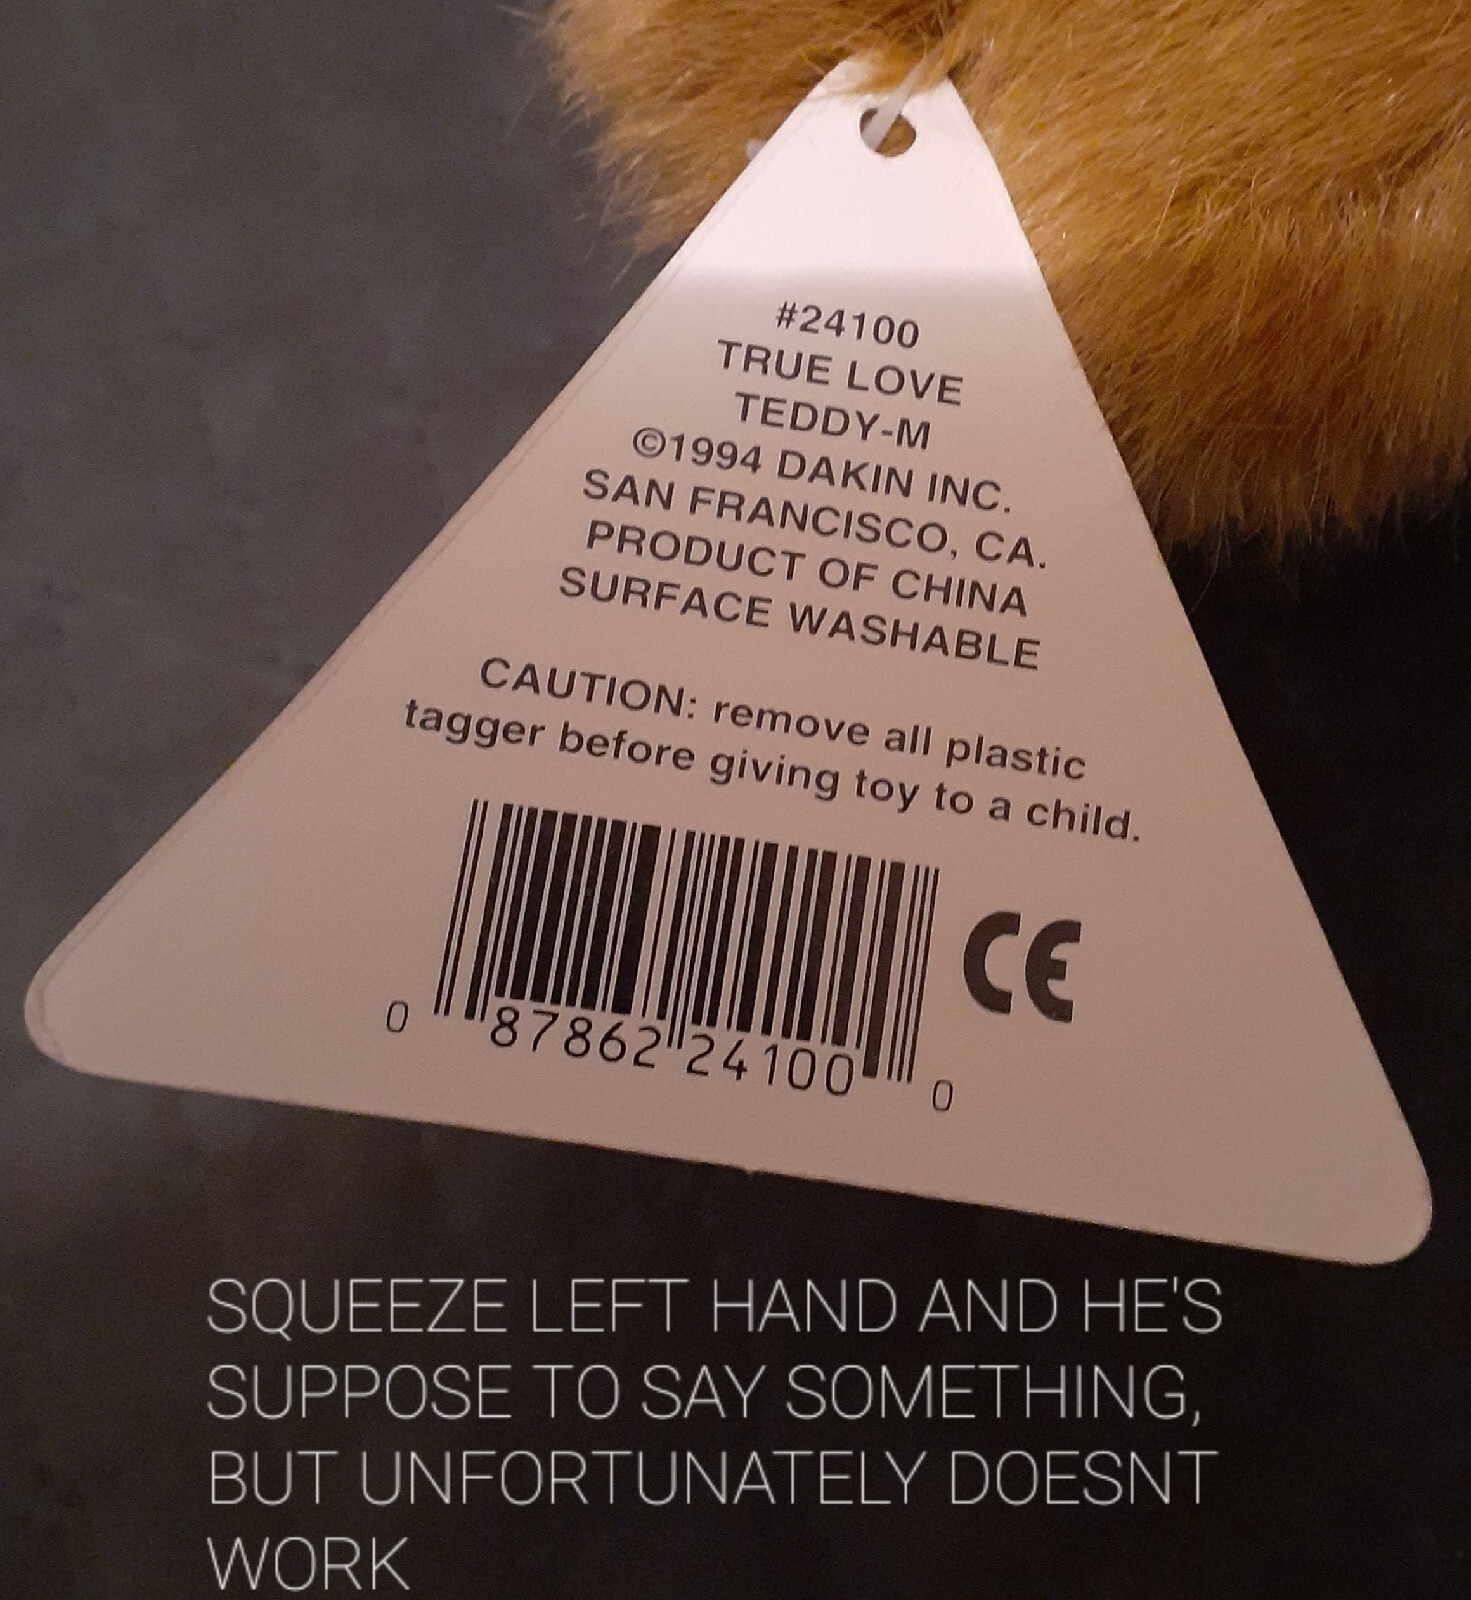 #24100
TRUE LOVE
TEDDY-M
©1994 DAKIN INC.
SAN FRANCISCO, CA.
PRODUCT OF CHINA
SURFACE WASHABLE
CAUTION: remove all plastic
tagger before giving toy to a child.
CE
0 87862 24100 0
SQUEEZE LEFT HAND AND HE'S
SUPPOSE TO SAY SOMETHING,
BUT UNFORTUNATELY DOESNT
WORK